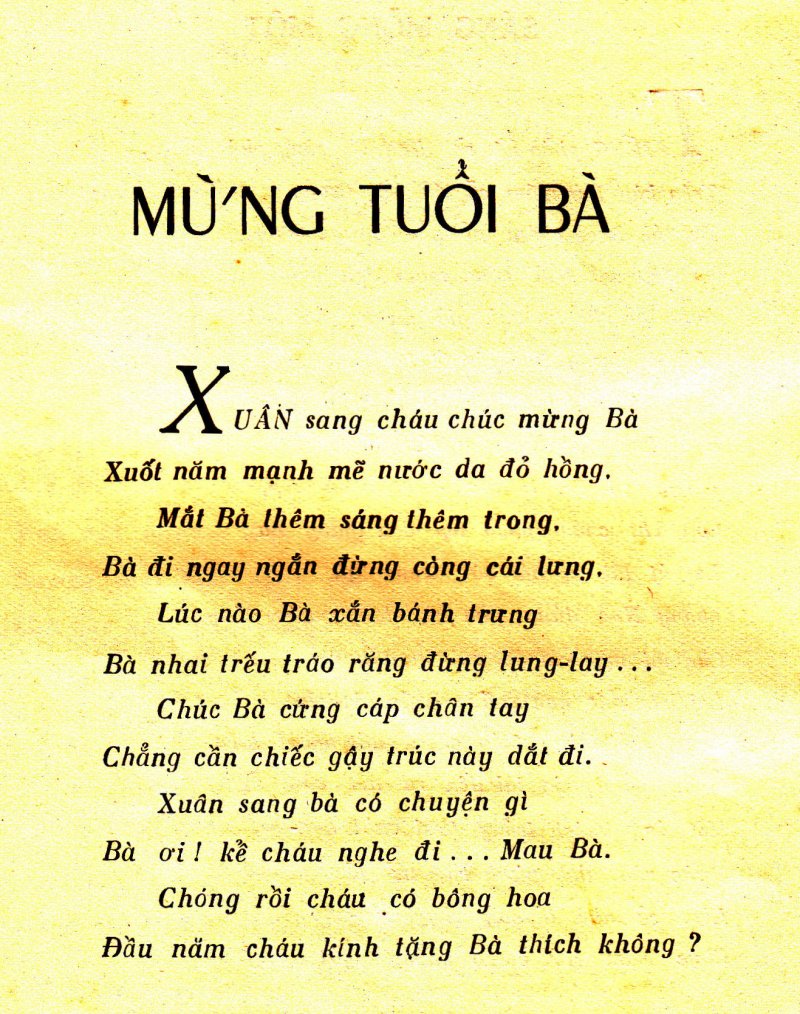 MỪNG TUỔI BÀ
XUÂN sang cháu chúc mừng Bà
Xuốt năm mạnh mẽ nước da đỏ hồng.
Mắt Bà thêm sáng thêm trong.
Bà đi ngay ngắn đừng còng cái lưng.
Lúc nào Bà xắn bánh trưng
Bà nhai trếu tráo răng đừng lung-lay...
Chúc Bà cứng cáp chân tay
Chẳng cần chiếc gậy trúc này dắt đi.
Xuân sang bà có chuyện gì
Bà ơi! kể cháu nghe đi... Mau Bà.
Chóng rồi cháu có bông hoa
Đầu năm cháu kính tặng Bà thích không?